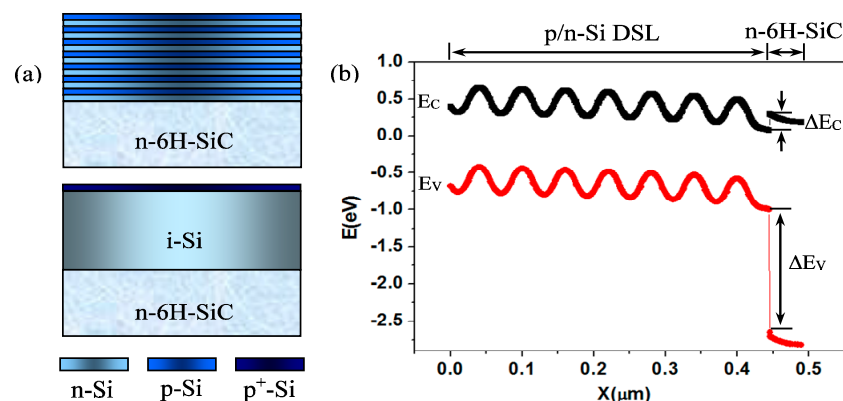 (a)
n-6H-SiC
i-Si
n-6H-SiC
n-Si
p-Si
p⁺-Si
(b)
p/n-Si DSL
n-6H-SiC
1.0
0.5
0.0
-0.5
-1.0
-1.5
-2.0
-2.5
E(eV)
EC
EV
ΔEC
ΔEV
0.0
0.1
0.2
0.3
0.4
0.5
X(μm)